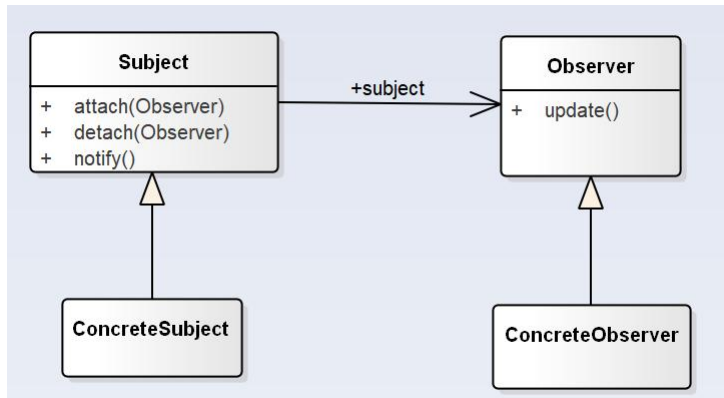 Subject
+ attach(Observer)
+ detach(Observer)
+ notify()
+subject
Observer
+ update()
ConcreteSubject
ConcreteObserver